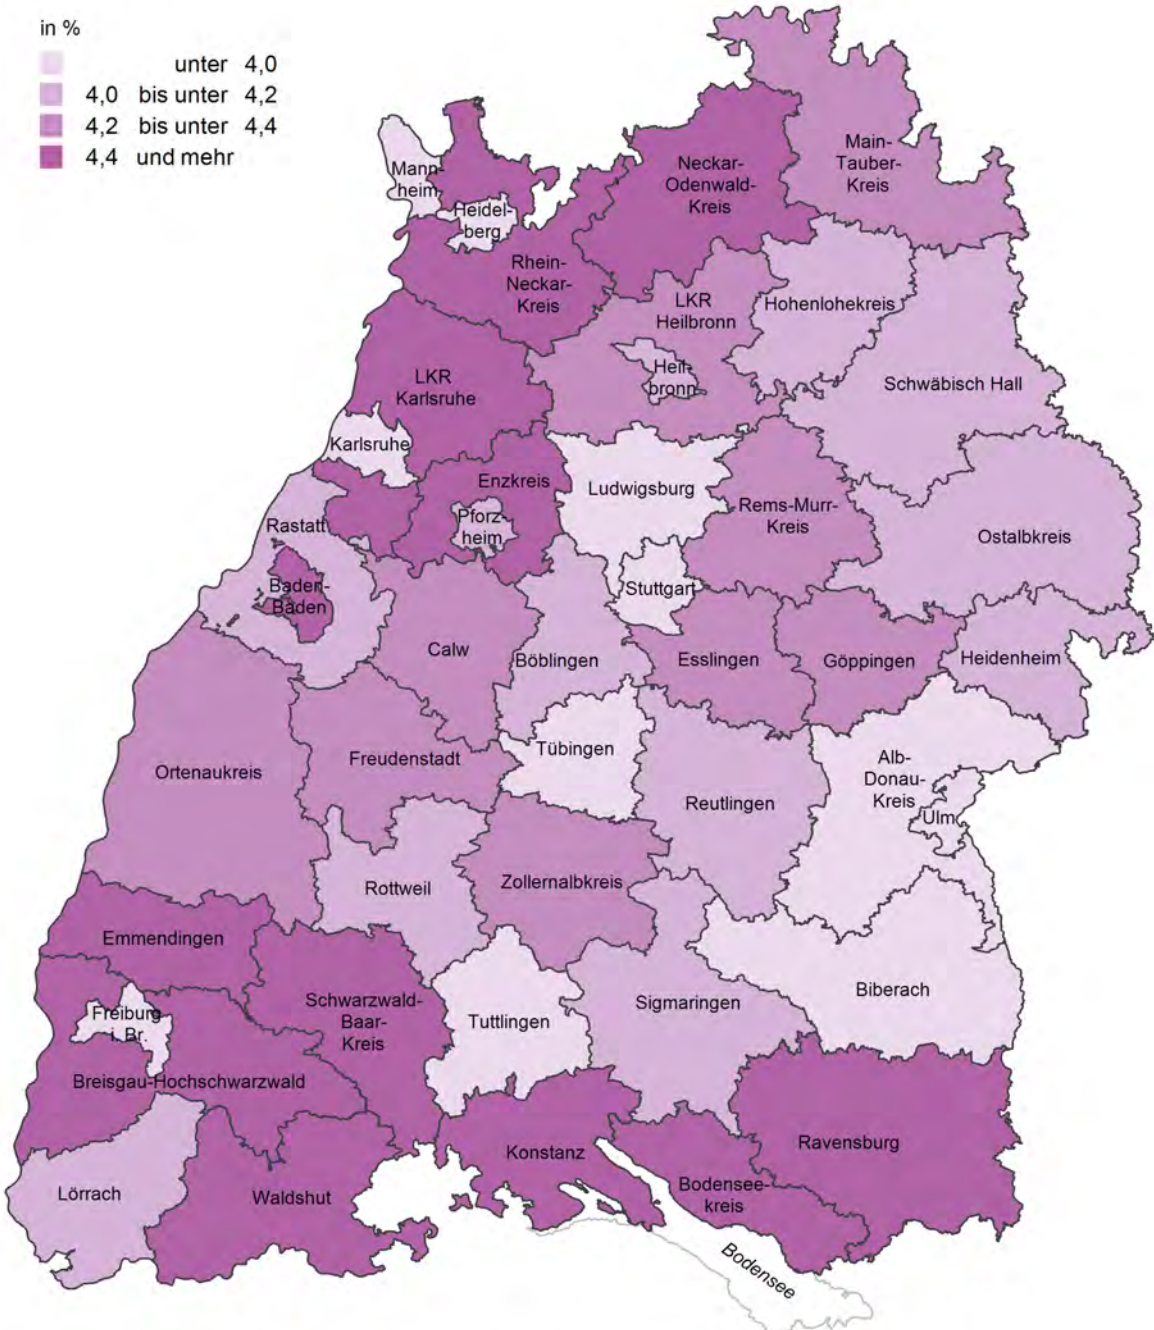 in %
unter 4,0
4,0 bis unter 4,2
4,2 bis unter 4,4
4,4 und mehr
Main-
Tauber-
Kreis
Neckar-
Odenwald-
Kreis
Mann-
heim
Heidel-
berg
Rhein-
Neckar-
Kreis
LKR
Heilbronn
Hohenlohekreis
Heil-
bronn
Schwäbisch Hall
LKR
Karlsruhe
Karlsruhe
Enzkreis
Ludwigsburg
Rems-Murr-
Kreis
Pforz-
heim
Rastatt
Ostalbkreis
Baden-
Baden
Stuttgart
Calw
Böblingen
Esslingen
Göppingen
Heidenheim
Ortenaukreis
Freudenstadt
Tübingen
Reutlingen
Alb-
Donau-
Kreis
Ulm
Rottweil
Zollernalbkreis
Emmendingen
Schwarzwald-
Baar-
Kreis
Tuttlingen
Sigmaringen
Biberach
Freiburg
i. Br.
Breisgau-Hochschwarzwald
Konstanz
Ravensburg
Lörrach
Waldshut
Bodensee-
kreis
Bodensee